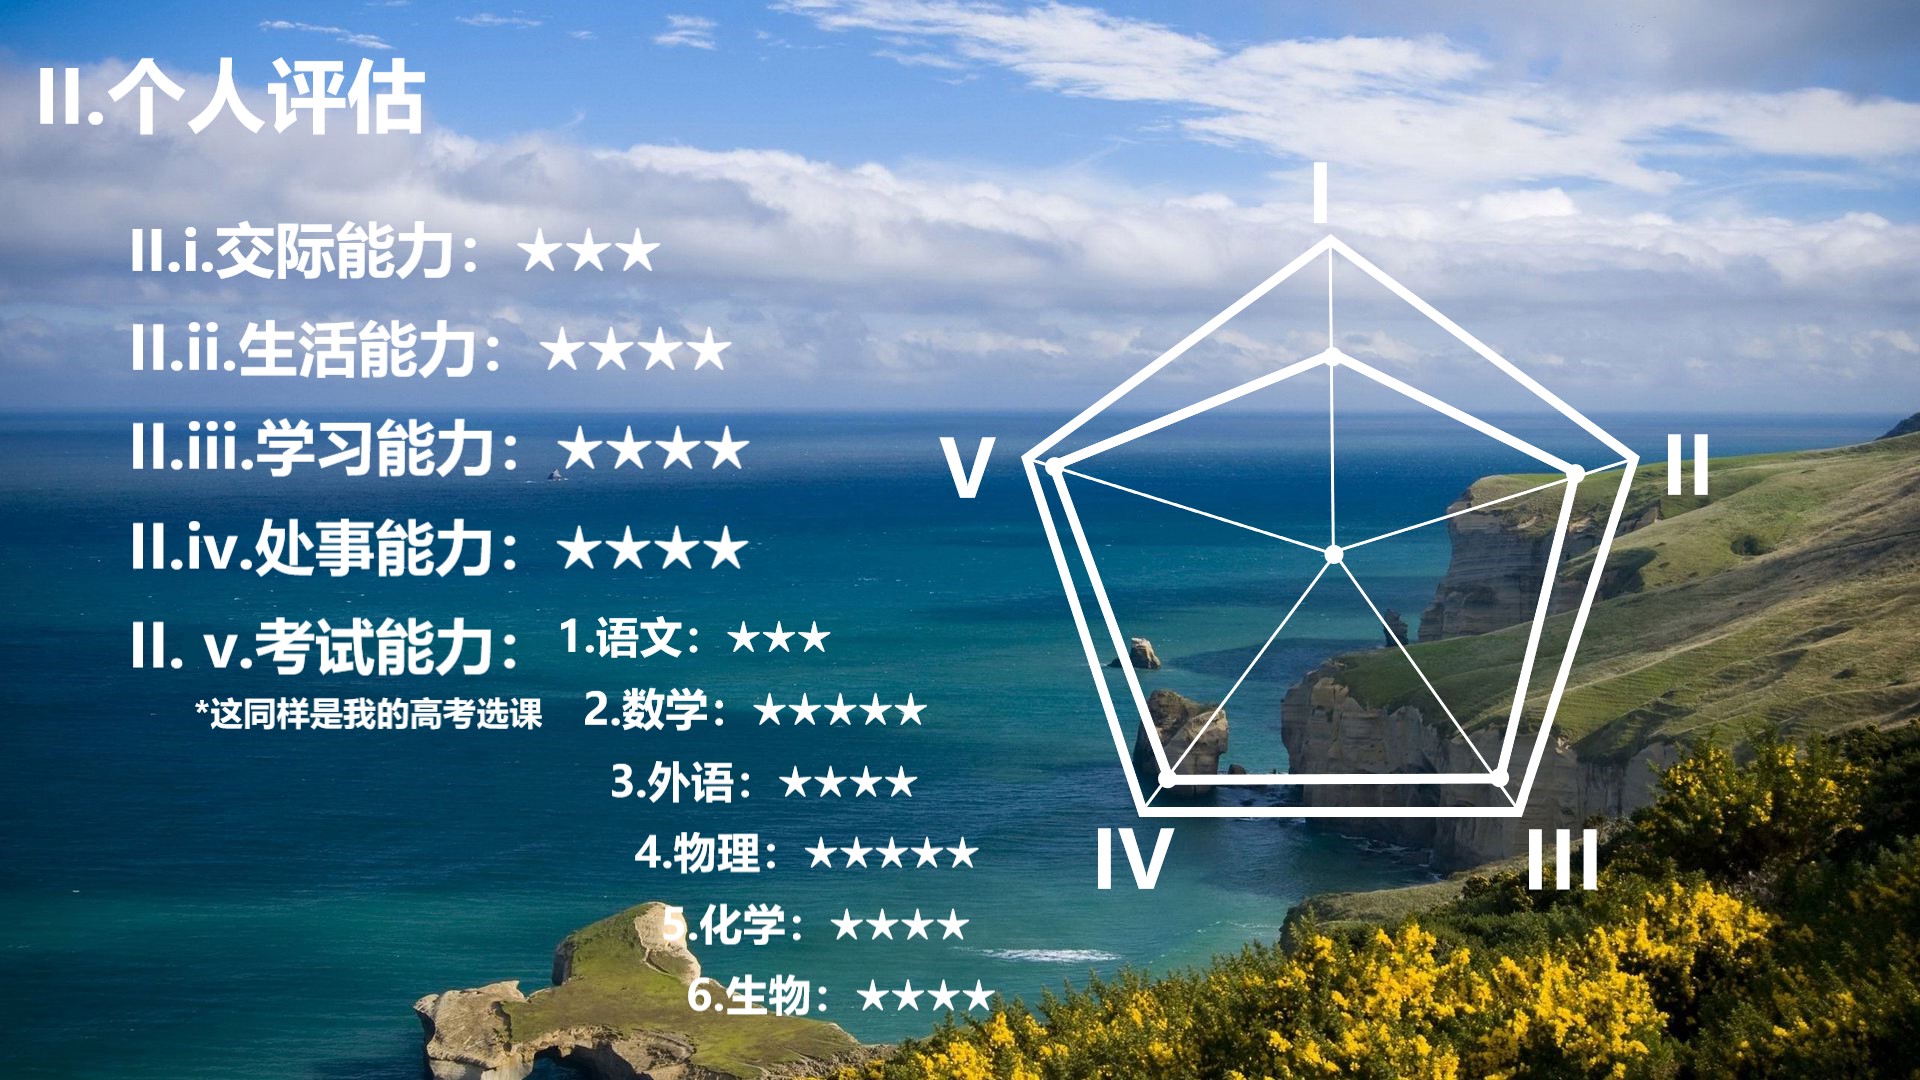 II.个人评估
II.i.交际能力：★★★
II.ii.生活能力：★★★★
II.iii.学习能力：★★★★
II.iv.处事能力：★★★★
II. v.考试能力：
*这同样是我的高考选课
1.语文：★★★
2.数学：★★★★★
3.外语：★★★★
4.物理：★★★★★
5.化学：★★★★
6.生物：★★★★
I
II
III
IV
V